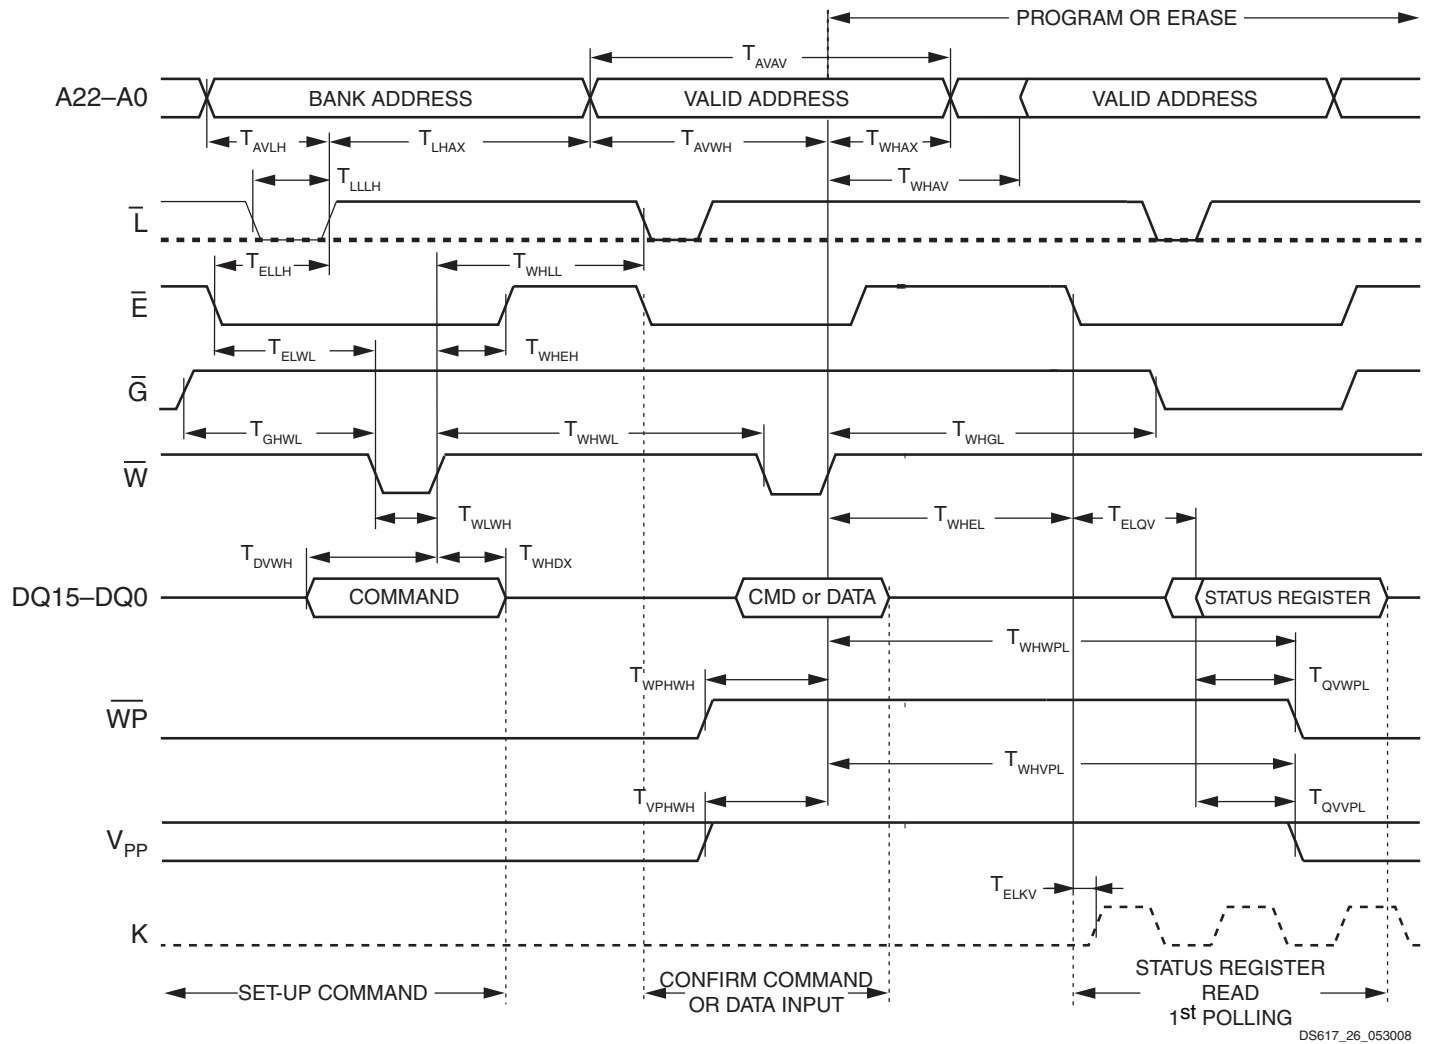 PROGRAM OR ERASE
TAVAV
A22–A0
BANK ADDRESS
VALID ADDRESS
VALID ADDRESS
TAVLH
TLHAX
TAVWH
TWHAX
TLLLH
TWHAV
L
TELLH
TWHLL
E
TELWL
TWHEH
G
TGHWL
TWHWL
TWHGL
W
TWLWH
TWHEL
TELQV
TDVWH
TWHDX
DQ15–DQ0
COMMAND
CMD or DATA
STATUS REGISTER
TWHWPL
TWPHWH
TQVWPL
WP
TWHVPL
TVPHWH
TQVVPL
VPP
TELKV
K
SET-UP COMMAND
CONFIRM COMMAND
OR DATA INPUT
STATUS REGISTER
READ
1st POLLING
DS617_26_053008